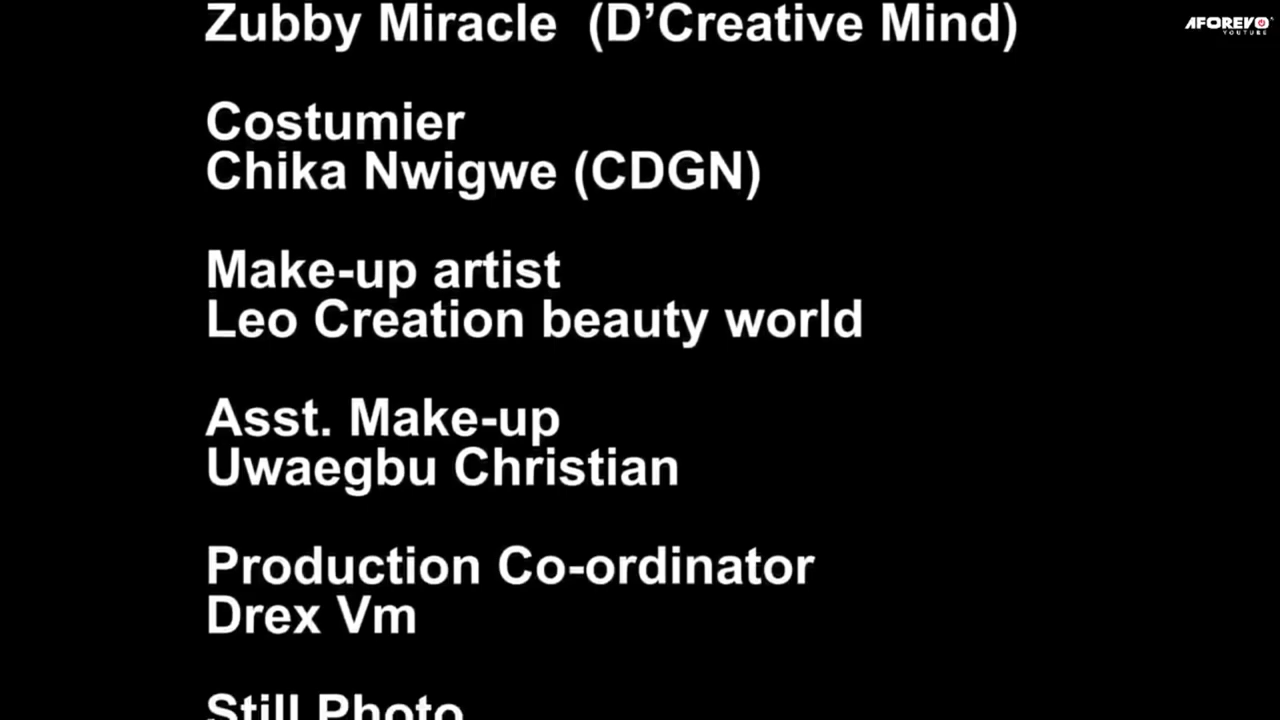 Zubby Miracle (D’Creative Mind)
AFOREVO
YOUTUBE
Costumier
Chika Nwigwe (CDGN)
Make-up artist
Leo Creation beauty world
Asst. Make-up
Uwaegbu Christian
Production Co-ordinator
Drex Vm
Still Photo